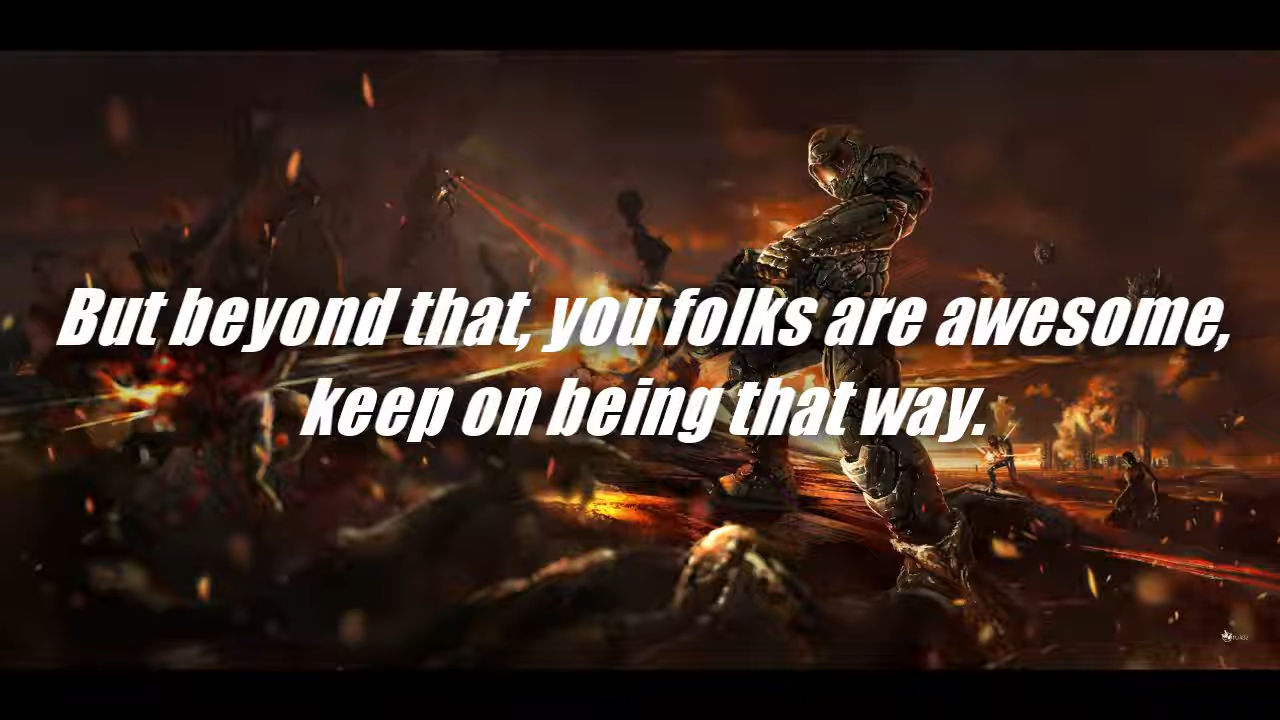 But beyond that, you folks are awesome,
keep on being that way.